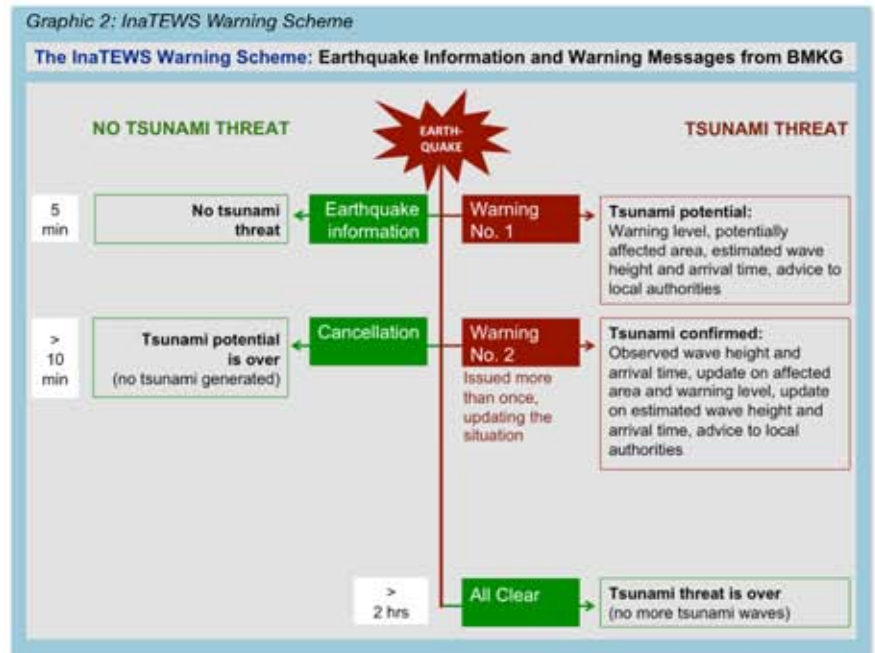 Graphic 2: InaTEWS Warning Scheme
The InaTEWS Warning Scheme: Earthquake Information and Warning Messages from BMKG
NO TSUNAMI THREAT
EARTH-
QUAKE
TSUNAMI THREAT
5
min
No tsunami
threat
Earthquake
information
Warning
No. 1
Tsunami potential:
Warning level, potentially
affected area, estimated wave
height and arrival time, advice to
local authorities
>
10
min
Tsunami potential
is over
(no tsunami generated)
Cancellation
Warning
No. 2
Issued more
than once,
updating the
situation
Tsunami confirmed:
Observed wave height and
arrival time, update on affected
area and warning level, update
on estimated wave height and
arrival time, advice to local
authorities
>
2 hrs
All Clear
Tsunami threat is over
(no more tsunami waves)